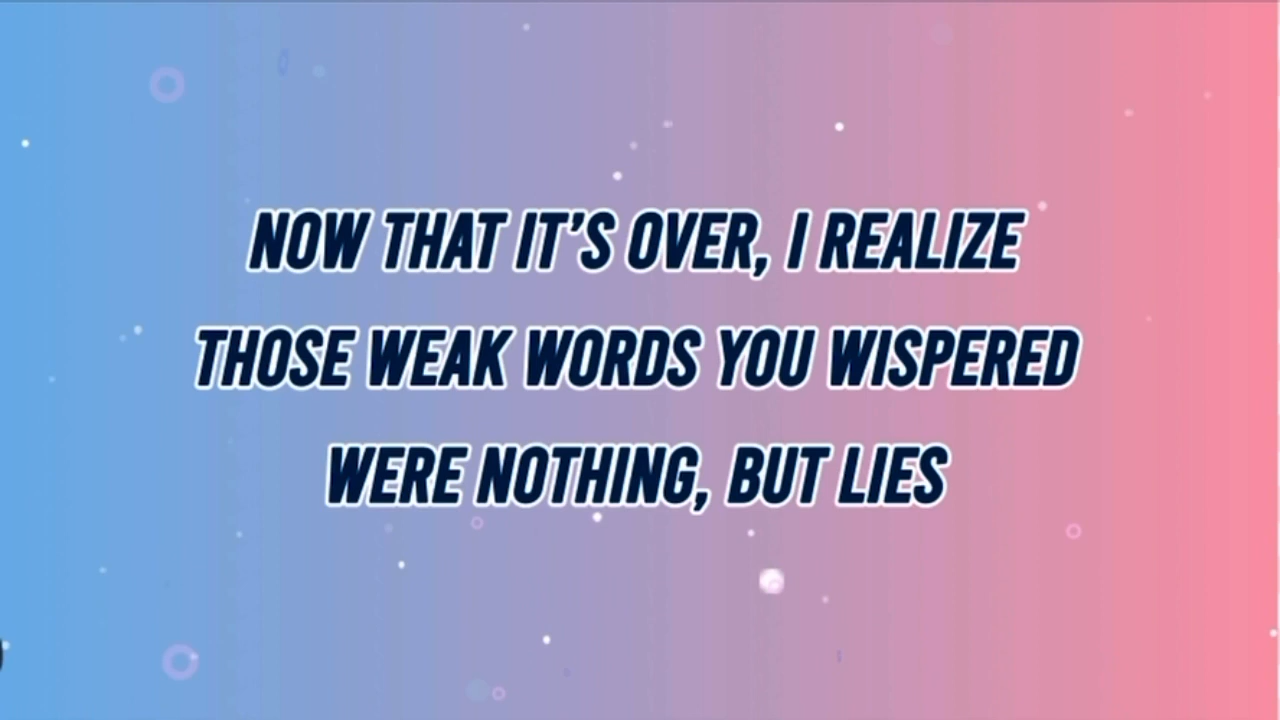 NOW THAT IT’S OVER, I REALIZE
THOSE WEAK WORDS YOU WISPERED
WERE NOTHING, BUT LIES